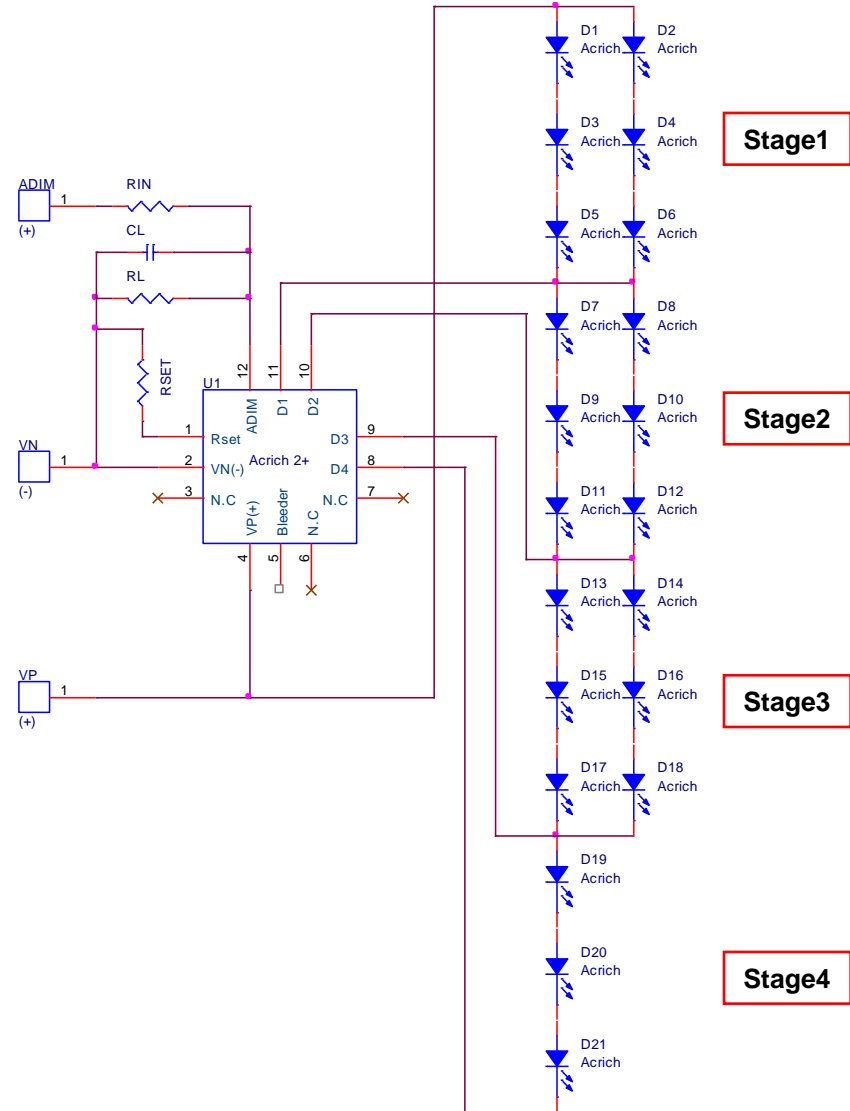 D1
Acrich
D2
Acrich
D3
Acrich
D4
Acrich
Stage1
D5
Acrich
D6
Acrich
ADIM
1
(+)
RIN
CL
RL
RSET
D7
Acrich
D8
Acrich
D9
Acrich
D10
Acrich
Stage2
D11
Acrich
D12
Acrich
U1
12
11
10
ADIM
D1
D2
1
Rset
2
VN(-)
3
N.C
Acrich 2+
D3
9
D4
8
N.C
7
VP(+)
Bleeder
N.C
4
5
6
VN
1
(-)
VP
1
(+)
D13
Acrich
D14
Acrich
D15
Acrich
D16
Acrich
Stage3
D17
Acrich
D18
Acrich
D19
Acrich
D20
Acrich
Stage4
D21
Acrich